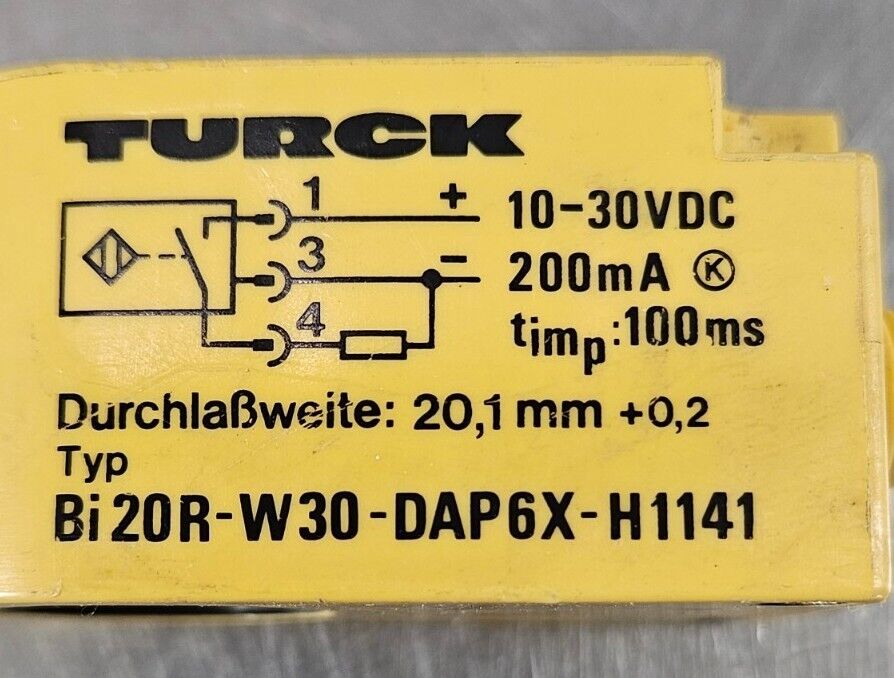 TURCK
1 + 10-30VDC
3 - 200mA Ⓚ
4 timp:100ms
Durchlaßweite: 20,1 mm +0,2
Typ
Bi20R-W30-DAP6X-H1141